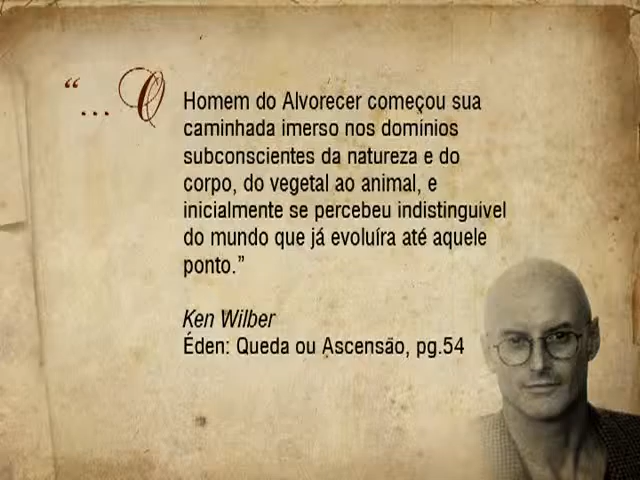 “... O Homem do Alvorecer começou sua
caminhada imerso nos domínios
subconscientes da natureza e do
corpo, do vegetal ao animal, e
inicialmente se percebeu indistinguivel
do mundo que já evoluíra até aquele
ponto.”
Ken Wilber
Éden: Queda ou Ascensão, pg.54